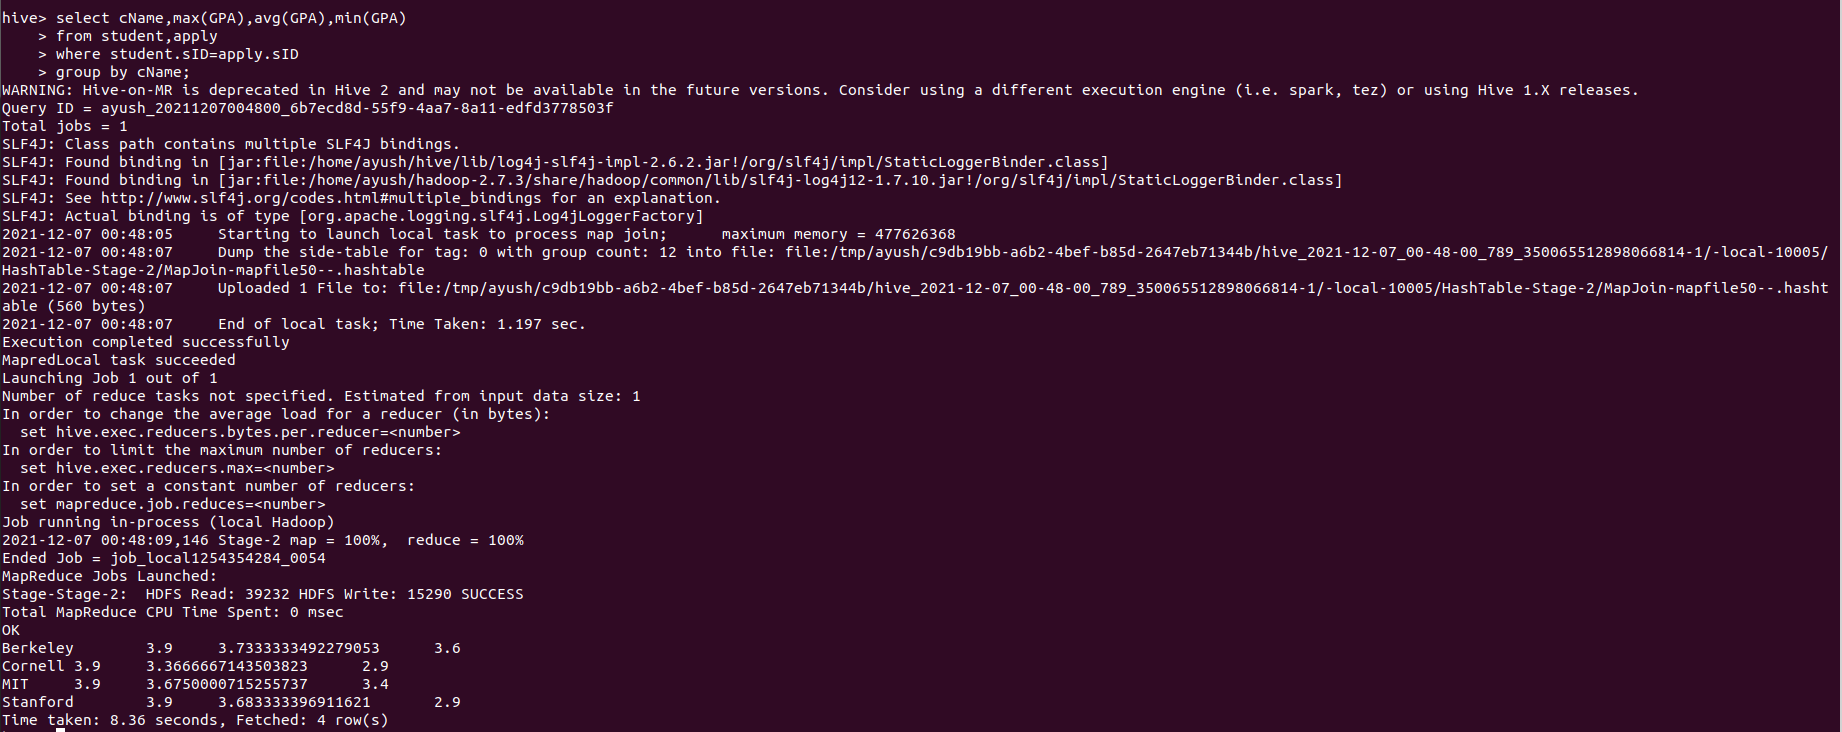 hive> select cName,max(GPA),avg(GPA),min(GPA)
    > from student,apply
    > where student.sID=apply.sID
    > group by cName;
WARNING: Hive-on-MR is deprecated in Hive 2 and may not be available in the future versions. Consider using a different execution engine (i.e. spark, tez) or using Hive 1.X releases.
Query ID = ayush_20211207004800_6b7ecd8d-55f9-4aa7-8a11-edfd3778503f
Total jobs = 1
SLF4J: Class path contains multiple SLF4J bindings.
SLF4J: Found binding in [jar:file:/home/ayush/hive/lib/log4j-slf4j-impl-2.6.2.jar!/org/slf4j/impl/StaticLoggerBinder.class]
SLF4J: Found binding in [jar:file:/home/ayush/hadoop-2.7.3/share/hadoop/common/lib/slf4j-log4j12-1.7.10.jar!/org/slf4j/impl/StaticLoggerBinder.class]
SLF4J: See http://www.slf4j.org/codes.html#multiple_bindings for an explanation.
SLF4J: Actual binding is of type [org.apache.logging.slf4j.Log4jLoggerFactory]
2021-12-07 00:48:05     Starting to launch local task to process map join;      maximum memory = 477626368
2021-12-07 00:48:07     Dump the side-table for tag: 0 with group count: 12 into file: file:/tmp/ayush/c9db19bb-a6b2-4bef-b85d-2647eb71344b/hive_2021-12-07_00-48-00_789_350065512898066814-1/-local-10005/
HashTable-Stage-2/MapJoin-mapfile50--.hashtable
2021-12-07 00:48:07     Uploaded 1 File to: file:/tmp/ayush/c9db19bb-a6b2-4bef-b85d-2647eb71344b/hive_2021-12-07_00-48-00_789_350065512898066814-1/-local-10005/HashTable-Stage-2/MapJoin-mapfile50--.hasht
able (560 bytes)
2021-12-07 00:48:07     End of local task; Time Taken: 1.197 sec.
Execution completed successfully
MapredLocal task succeeded
Launching Job 1 out of 1
Number of reduce tasks not specified. Estimated from input data size: 1
In order to change the average load for a reducer (in bytes):
  set hive.exec.reducers.bytes.per.reducer=<number>
In order to limit the maximum number of reducers:
  set hive.exec.reducers.max=<number>
In order to set a constant number of reducers:
  set mapreduce.job.reduces=<number>
Job running in-process (local Hadoop)
2021-12-07 00:48:09,146 Stage-2 map = 100%,  reduce = 100%
Ended Job = job_local1254354284_0054
MapReduce Jobs Launched:
Stage-Stage-2:  HDFS Read: 39232 HDFS Write: 15290 SUCCESS
Total MapReduce CPU Time Spent: 0 msec
OK
Berkeley        3.9     3.7333333492279053      3.6
Cornell 3.9     3.3666667143503823      2.9
MIT     3.9     3.6750000715255737      3.4
Stanford        3.9     3.683333396911621       2.9
Time taken: 8.36 seconds, Fetched: 4 row(s)